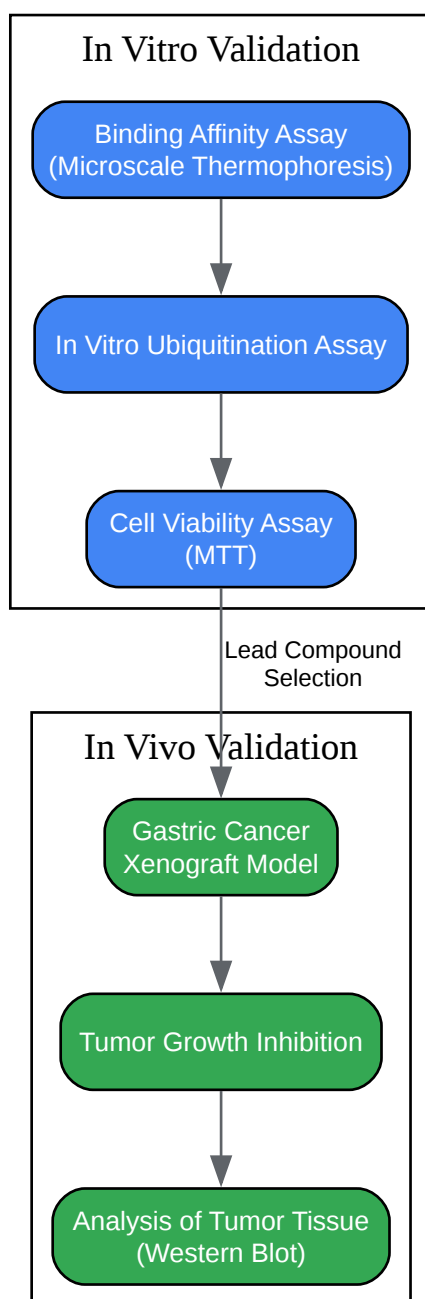 In Vitro Validation
Binding Affinity Assay
(Microscale Thermophoresis)
In Vitro Ubiquitination Assay
Cell Viability Assay
(MTT)
Lead Compound
Selection
In Vivo Validation
Gastric Cancer
Xenograft Model
Tumor Growth Inhibition
Analysis of Tumor Tissue
(Western Blot)